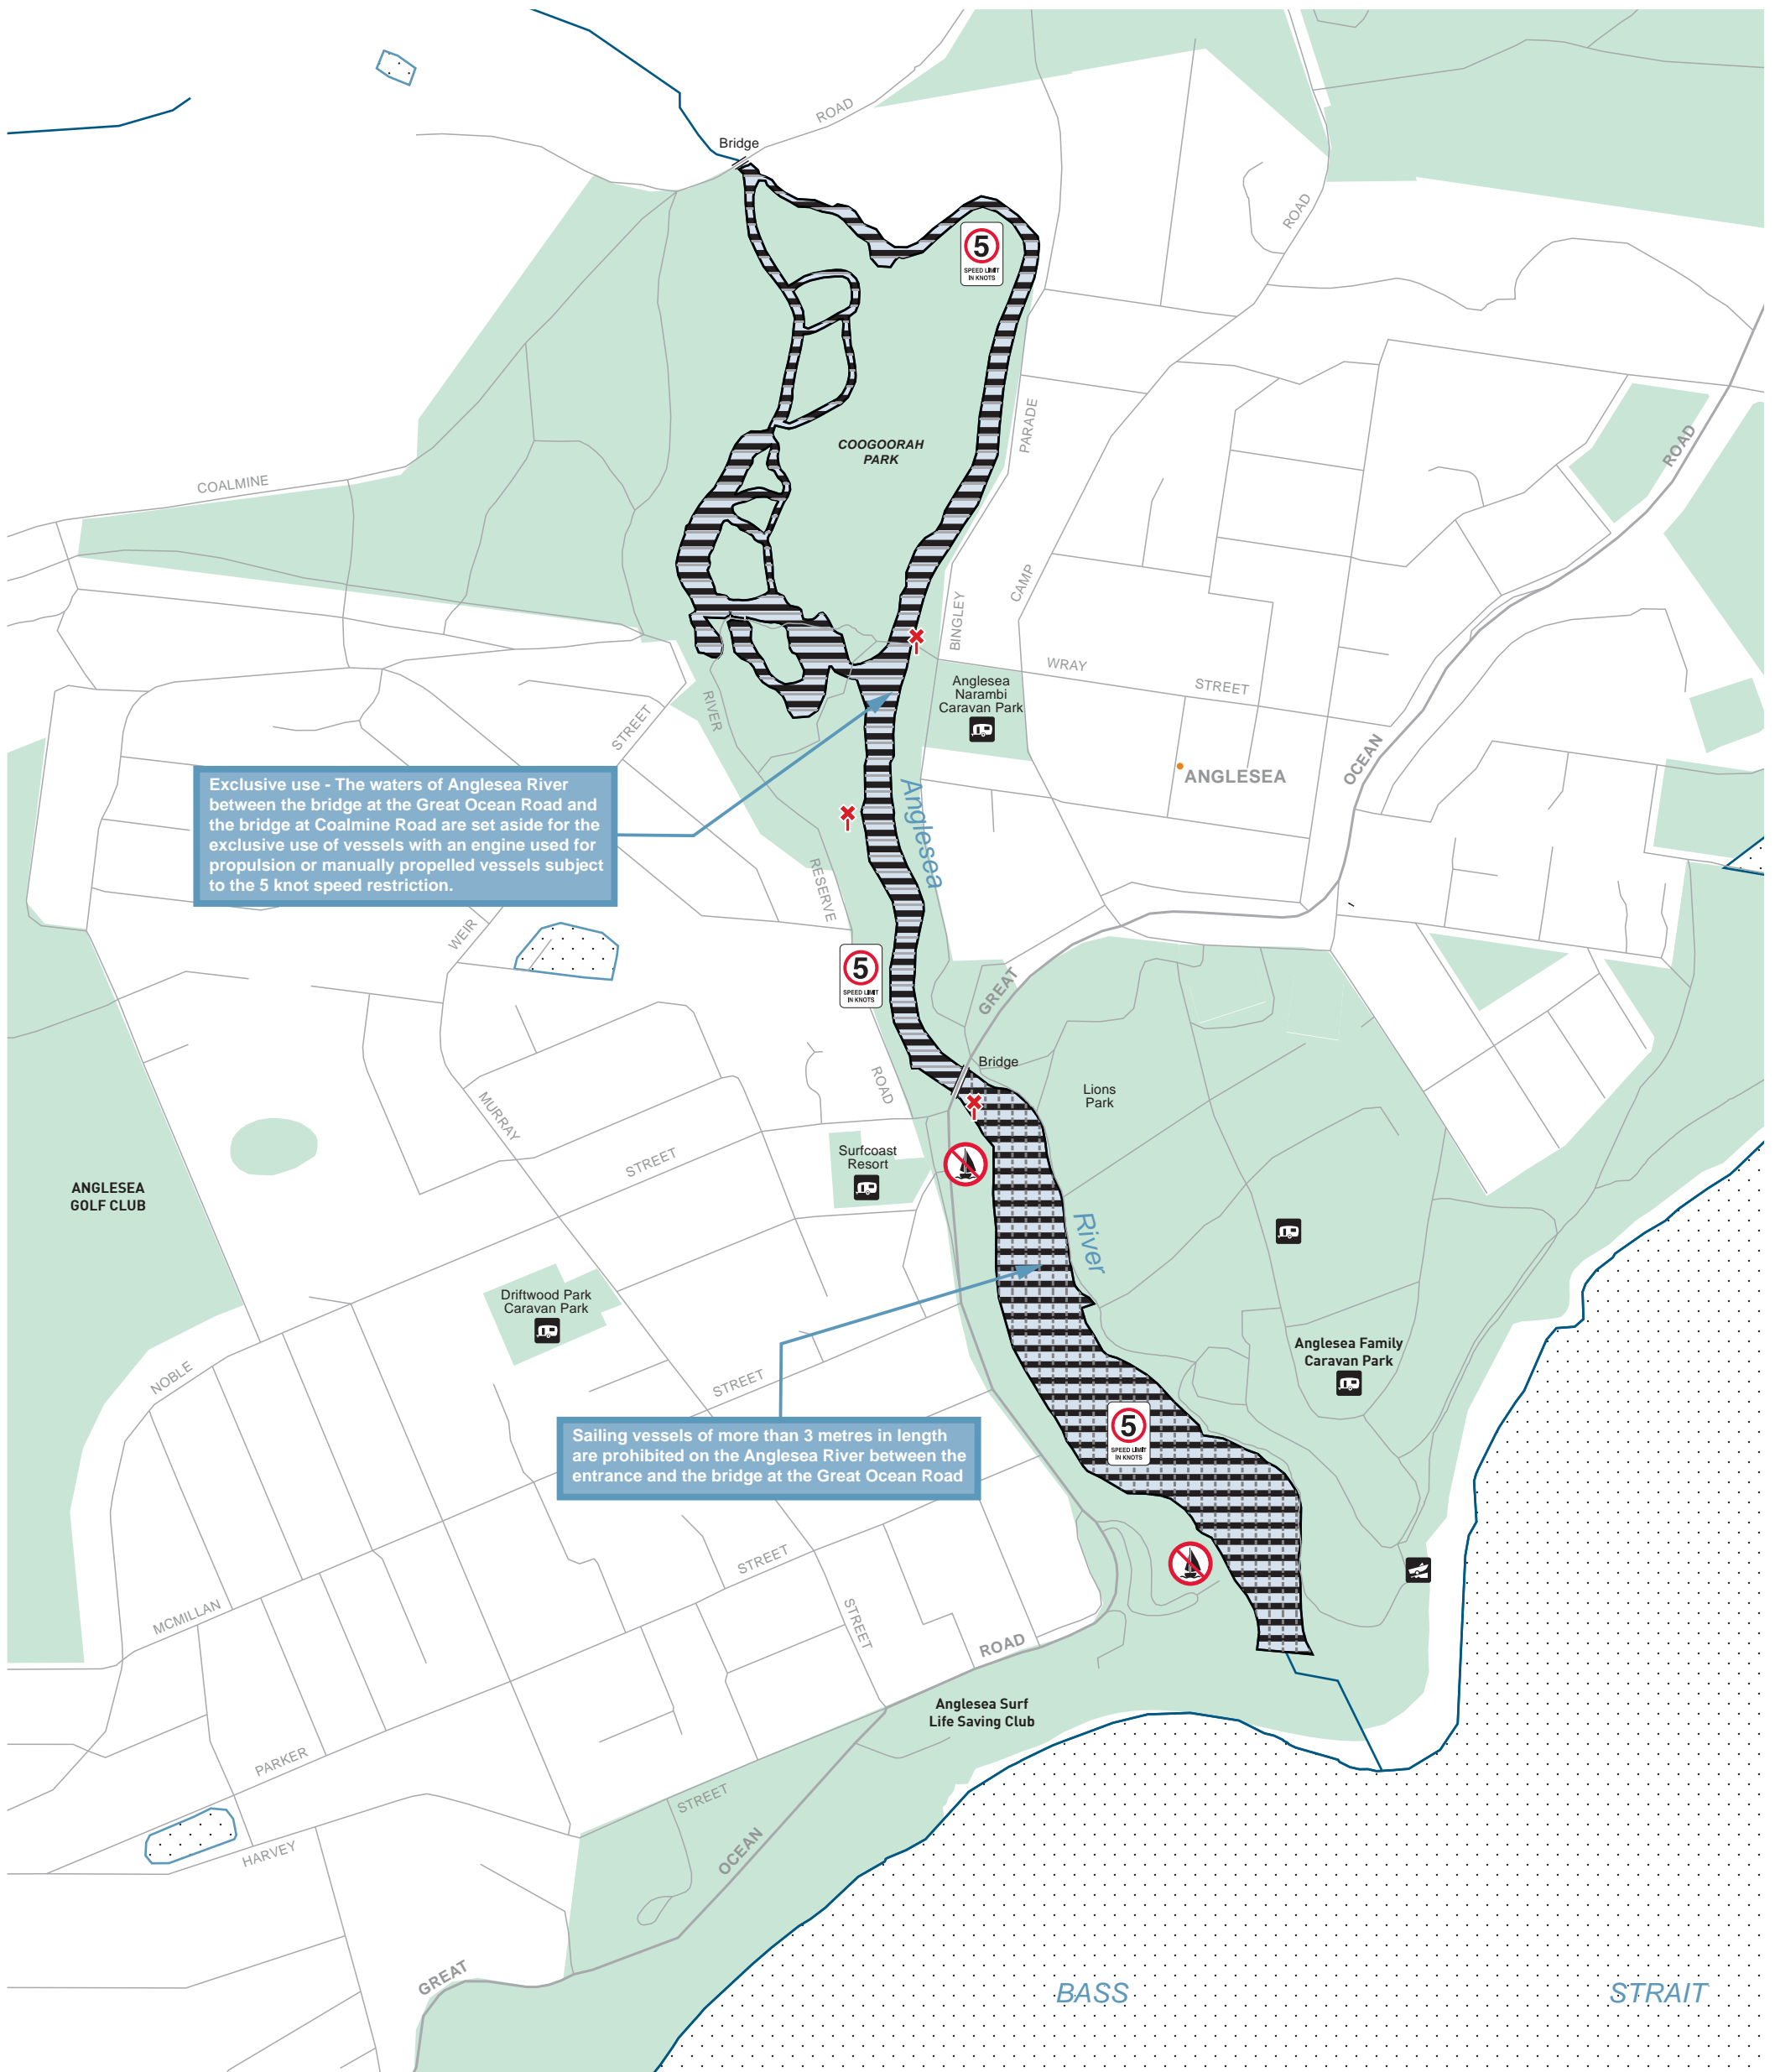 ROAD
Bridge
ROAD
5
SPEED LIMIT
IN KNOTS
COOGOORAH
PARK
PARADE
ROAD
COALMINE
CAMP
BINGLEY
WRAY
STREET
Anglesea
Narambi
Caravan Park
RIVER
STREET
OCEAN
ANGLESEA
Exclusive use - The waters of Anglesea River
between the bridge at the Great Ocean Road and
the bridge at Coalmine Road are set aside for the
exclusive use of vessels with an engine used for
propulsion or manually propelled vessels subject
to the 5 knot speed restriction.
Anglesea
RESERVE
WEIR
5
SPEED LIMIT
IN KNOTS
GREAT
Bridge
ROAD
Lions
Park
MURRAY
STREET
Surfcoast
Resort
ANGLESEA
GOLF CLUB
River
Driftwood Park
Caravan Park
Anglesea Family
Caravan Park
NOBLE
STREET
5
SPEED LIMIT
IN KNOTS
Sailing vessels of more than 3 metres in length
are prohibited on the Anglesea River between the
entrance and the bridge at the Great Ocean Road
STREET
MCMILLAN
STREET
ROAD
Anglesea Surf
Life Saving Club
PARKER
STREET
HARVEY
OCEAN
GREAT
BASS
STRAIT